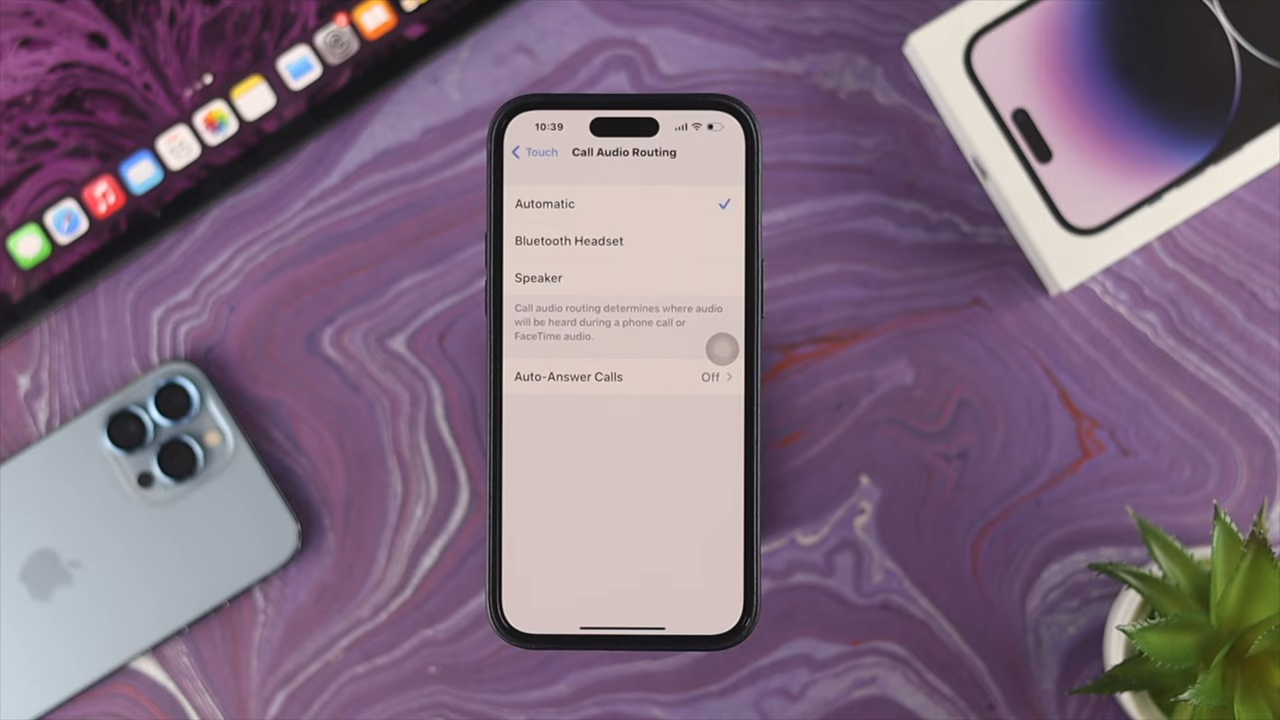 10:39
Touch Call Audio Routing
Automatic
Bluetooth Headset
Speaker
Call audio routing determines where audio
will be heard during a phone call or
FaceTime audio.
Auto-Answer Calls Off